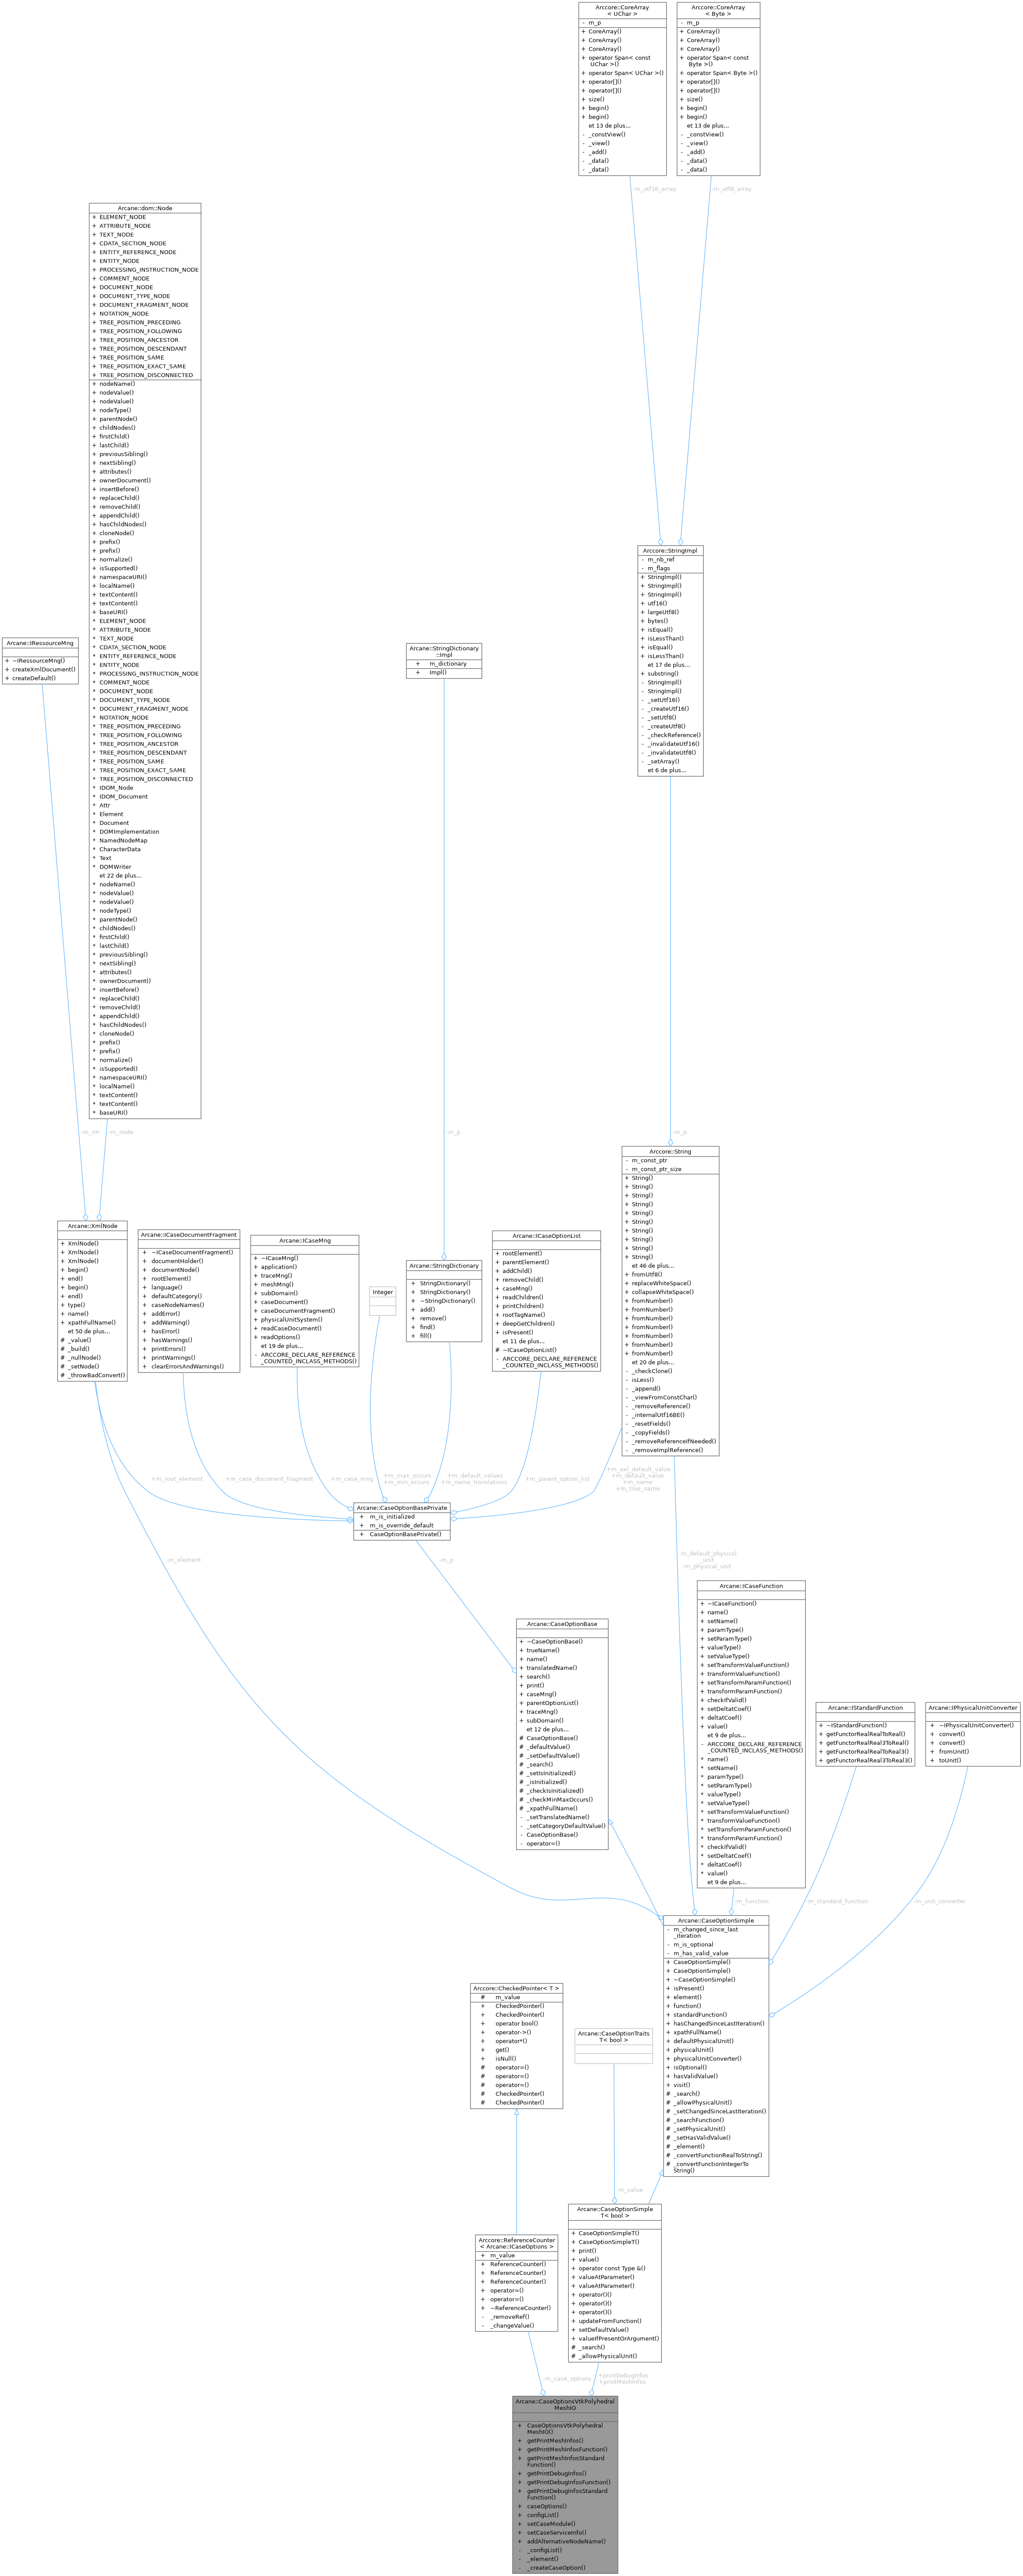 Arccore::CoreArray
< UChar >
- m_p
+ CoreArray()
+ CoreArray()
+ CoreArray()
+ operator Span< const
UChar >()
+ operator Span< UChar >()
+ operator[]()
+ operator[]()
+ size()
+ begin()
+ begin()
et 13 de plus...
- _constView()
- _view()
- _add()
- _data()
- _data()
Arccore::CoreArray
< Byte >
- m_p
+ CoreArray()
+ CoreArray()
+ CoreArray()
+ operator Span< const
Byte >()
+ operator Span< Byte >()
+ operator[]()
+ operator[]()
+ size()
+ begin()
+ begin()
et 13 de plus...
- _constView()
- _view()
- _add()
- _data()
- _data()
-m_utf16_array
-m_utf8_array
Arcane::dom::Node
+ ELEMENT_NODE
+ ATTRIBUTE_NODE
+ TEXT_NODE
+ CDATA_SECTION_NODE
+ ENTITY_REFERENCE_NODE
+ ENTITY_NODE
+ PROCESSING_INSTRUCTION_NODE
+ COMMENT_NODE
+ DOCUMENT_NODE
+ DOCUMENT_TYPE_NODE
+ DOCUMENT_FRAGMENT_NODE
+ NOTATION_NODE
+ TREE_POSITION_PRECEDING
+ TREE_POSITION_FOLLOWING
+ TREE_POSITION_ANCESTOR
+ TREE_POSITION_DESCENDANT
+ TREE_POSITION_SAME
+ TREE_POSITION_EXACT_SAME
+ TREE_POSITION_DISCONNECTED
+ nodeName()
+ nodeValue()
+ nodeValue()
+ nodeType()
+ parentNode()
+ childNodes()
+ firstChild()
+ lastChild()
+ previousSibling()
+ nextSibling()
+ attributes()
+ ownerDocument()
+ insertBefore()
+ replaceChild()
+ removeChild()
+ appendChild()
+ hasChildNodes()
+ cloneNode()
+ prefix()
+ prefix()
+ normalize()
+ isSupported()
+ namespaceURI()
+ localName()
+ textContent()
+ textContent()
+ baseURI()
* ELEMENT_NODE
* ATTRIBUTE_NODE
* TEXT_NODE
* CDATA_SECTION_NODE
* ENTITY_REFERENCE_NODE
* ENTITY_NODE
* PROCESSING_INSTRUCTION_NODE
* COMMENT_NODE
* DOCUMENT_NODE
* DOCUMENT_TYPE_NODE
* DOCUMENT_FRAGMENT_NODE
* NOTATION_NODE
* TREE_POSITION_PRECEDING
* TREE_POSITION_FOLLOWING
* TREE_POSITION_ANCESTOR
* TREE_POSITION_DESCENDANT
* TREE_POSITION_SAME
* TREE_POSITION_EXACT_SAME
* TREE_POSITION_DISCONNECTED
* IDOM_Node
* IDOM_Document
* Attr
* Element
* Document
* DOMImplementation
* NamedNodeMap
* CharacterData
* Text
* DOMWriter
et 22 de plus...
* nodeName()
* nodeValue()
* nodeValue()
* nodeType()
* parentNode()
* childNodes()
* firstChild()
* lastChild()
* previousSibling()
* nextSibling()
* attributes()
* ownerDocument()
* insertBefore()
* replaceChild()
* removeChild()
* appendChild()
* hasChildNodes()
* cloneNode()
* prefix()
* prefix()
* normalize()
* isSupported()
* namespaceURI()
* localName()
* textContent()
* textContent()
* baseURI()
Arccore::StringImpl
- m_nb_ref
- m_flags
+ StringImpl()
+ StringImpl()
+ StringImpl()
+ utf16()
+ largeUtf8()
+ bytes()
+ isEqual()
+ isLessThan()
+ isEqual()
+ isLessThan()
et 17 de plus...
+ substring()
- StringImpl()
- StringImpl()
- _setUtf16()
- _createUtf16()
- _setUtf8()
- _createUtf8()
- _checkReference()
- _invalidateUtf16()
- _invalidateUtf8()
- _setArray()
et 6 de plus...
Arcane::IRessourceMng
+ ~IRessourceMng()
+ createXmlDocument()
+ createDefault()
Arcane::StringDictionary
::Impl
+ m_dictionary
+ Impl()
-m_rmi
-m_node
-m_p
-m_p
Arccore::String
- m_const_ptr
- m_const_ptr_size
+ String()
+ String()
+ String()
+ String()
+ String()
+ String()
+ String()
+ String()
+ String()
+ String()
et 46 de plus...
+ fromUtf8()
+ replaceWhiteSpace()
+ collapseWhiteSpace()
+ fromNumber()
+ fromNumber()
+ fromNumber()
+ fromNumber()
+ fromNumber()
+ fromNumber()
+ fromNumber()
et 20 de plus...
- _checkClone()
- isLess()
- _append()
- _viewFromConstChar()
- _removeReference()
- _internalUtf16BE()
- _resetFields()
- _copyFields()
- _removeReferenceIfNeeded()
- _removeImplReference()
Arcane::XmlNode
+ XmlNode()
+ XmlNode()
+ XmlNode()
+ begin()
+ end()
+ begin()
+ end()
+ type()
+ name()
+ xpathFullName()
et 50 de plus...
# _value()
# _build()
# _nullNode()
# _setNode()
# _throwBadConvert()
Arcane::ICaseDocumentFragment
+ ~ICaseDocumentFragment()
+ documentHolder()
+ documentNode()
+ rootElement()
+ language()
+ defaultCategory()
+ caseNodeNames()
+ addError()
+ addWarning()
+ hasError()
+ hasWarnings()
+ printErrors()
+ printWarnings()
+ clearErrorsAndWarnings()
Arcane::ICaseMng
+ ~ICaseMng()
+ application()
+ traceMng()
+ meshMng()
+ subDomain()
+ caseDocument()
+ caseDocumentFragment()
+ physicalUnitSystem()
+ readCaseDocument()
+ readOptions()
et 19 de plus...
- ARCCORE_DECLARE_REFERENCE
_COUNTED_INCLASS_METHODS()
Integer
Arcane::StringDictionary
+ StringDictionary()
+ StringDictionary()
+ ~StringDictionary()
+ add()
+ remove()
+ find()
+ fill()
Arcane::ICaseOptionList
+ rootElement()
+ parentElement()
+ addChild()
+ removeChild()
+ caseMng()
+ readChildren()
+ printChildren()
+ rootTagName()
+ deepGetChildren()
+ isPresent()
et 11 de plus...
# ~ICaseOptionList()
- ARCCORE_DECLARE_REFERENCE
_COUNTED_INCLASS_METHODS()
+m_root_element
+m_case_document_fragment
+m_case_mng
+m_max_occurs
+m_min_occurs
+m_default_values
+m_name_translations
+m_parent_option_list
+m_axl_default_value
+m_default_value
+m_name
+m_true_name
Arcane::CaseOptionBasePrivate
+ m_is_initialized
+ m_is_override_default
+ CaseOptionBasePrivate()
-m_element
-m_p
-m_default_physical
_unit
-m_physical_unit
Arcane::CaseOptionBase
+ ~CaseOptionBase()
+ trueName()
+ name()
+ translatedName()
+ search()
+ print()
+ caseMng()
+ parentOptionList()
+ traceMng()
+ subDomain()
et 12 de plus...
# CaseOptionBase()
# _defaultValue()
# _setDefaultValue()
# _search()
# _setIsInitialized()
# _isInitialized()
# _checkIsInitialized()
# _checkMinMaxOccurs()
# _xpathFullName()
- _setTranslatedName()
- _setCategoryDefaultValue()
- CaseOptionBase()
- operator=()
Arcane::ICaseFunction
+ ~ICaseFunction()
+ name()
+ setName()
+ paramType()
+ setParamType()
+ valueType()
+ setValueType()
+ setTransformValueFunction()
+ transformValueFunction()
+ setTransformParamFunction()
+ transformParamFunction()
+ checkIfValid()
+ setDeltatCoef()
+ deltatCoef()
+ value()
et 9 de plus...
- ARCCORE_DECLARE_REFERENCE
_COUNTED_INCLASS_METHODS()
* name()
* setName()
* paramType()
* setParamType()
* valueType()
* setValueType()
* setTransformValueFunction()
* transformValueFunction()
* setTransformParamFunction()
* transformParamFunction()
* checkIfValid()
* setDeltatCoef()
* deltatCoef()
* value()
et 9 de plus...
Arcane::IStandardFunction
+ ~IStandardFunction()
+ getFunctorRealRealToReal()
+ getFunctorRealReal3ToReal()
+ getFunctorRealRealToReal3()
+ getFunctorRealReal3ToReal3()
Arcane::IPhysicalUnitConverter
+ ~IPhysicalUnitConverter()
+ convert()
+ convert()
+ fromUnit()
+ toUnit()
-m_function
-m_standard_function
-m_unit_converter
Arcane::CaseOptionSimple
- m_changed_since_last
_iteration
- m_is_optional
- m_has_valid_value
+ CaseOptionSimple()
+ CaseOptionSimple()
+ ~CaseOptionSimple()
+ isPresent()
+ element()
+ function()
+ standardFunction()
+ hasChangedSinceLastIteration()
+ xpathFullName()
+ defaultPhysicalUnit()
+ physicalUnit()
+ physicalUnitConverter()
+ isOptional()
+ hasValidValue()
+ visit()
# _search()
# _allowPhysicalUnit()
# _setChangedSinceLastIteration()
# _searchFunction()
# _setPhysicalUnit()
# _setHasValidValue()
# _element()
# _convertFunctionRealToString()
# _convertFunctionIntegerTo
String()
Arccore::CheckedPointer< T >
# m_value
+ CheckedPointer()
+ CheckedPointer()
+ operator bool()
+ operator->()
+ operator*()
+ get()
+ isNull()
# operator=()
# operator=()
# operator=()
# CheckedPointer()
# CheckedPointer()
Arcane::CaseOptionTraits
T< bool >
-m_value
Arccore::ReferenceCounter
< Arcane::ICaseOptions >
+ m_value
+ ReferenceCounter()
+ ReferenceCounter()
+ ReferenceCounter()
+ operator=()
+ operator=()
+ ~ReferenceCounter()
- _removeRef()
- _changeValue()
Arcane::CaseOptionSimple
T< bool >
+ CaseOptionSimpleT()
+ CaseOptionSimpleT()
+ print()
+ value()
+ operator const Type &()
+ valueAtParameter()
+ valueAtParameter()
+ operator()()
+ operator()()
+ operator()()
+ updateFromFunction()
+ setDefaultValue()
+ valueIfPresentOrArgument()
# _search()
# _allowPhysicalUnit()
-m_case_options
+printDebugInfos
+printMeshInfos
Arcane::CaseOptionsVtkPolyhedral
MeshIO
+ CaseOptionsVtkPolyhedral
MeshIO()
+ getPrintMeshInfos()
+ getPrintMeshInfosFunction()
+ getPrintMeshInfosStandard
Function()
+ getPrintDebugInfos()
+ getPrintDebugInfosFunction()
+ getPrintDebugInfosStandard
Function()
+ caseOptions()
+ configList()
+ setCaseModule()
+ setCaseServiceInfo()
+ addAlternativeNodeName()
- _configList()
- _element()
- _createCaseOption()